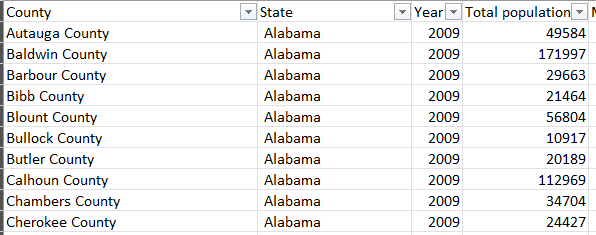 County State Year Total population
Autauga County Alabama 2009 49584
Baldwin County Alabama 2009 171997
Barbour County Alabama 2009 29663
Bibb County Alabama 2009 21464
Blount County Alabama 2009 56804
Bullock County Alabama 2009 10917
Butler County Alabama 2009 20189
Calhoun County Alabama 2009 112969
Chambers County Alabama 2009 34704
Cherokee County Alabama 2009 24427